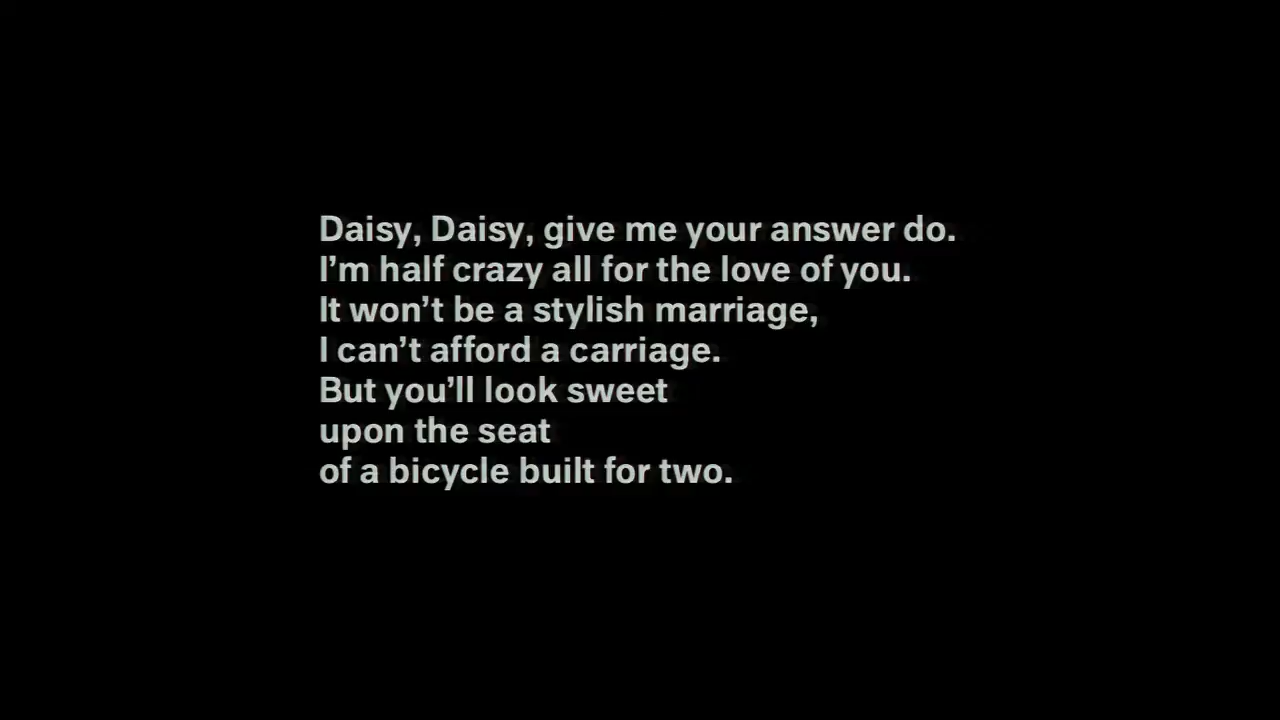 Daisy, Daisy, give me your answer do.
I’m half crazy all for the love of you.
It won’t be a stylish marriage,
I can’t afford a carriage.
But you’ll look sweet
upon the seat
of a bicycle built for two.